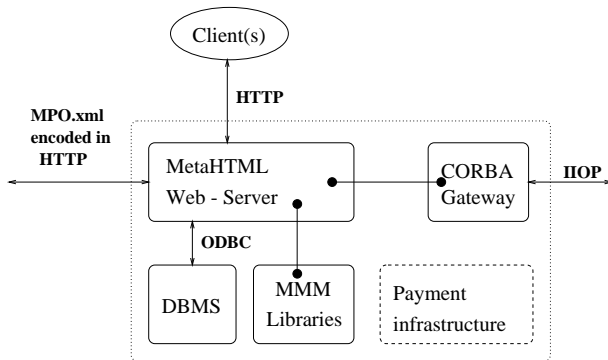 Client(s)
HTTP
MPO.xml
encoded in
HTTP
MetaHTML
Web - Server
CORBA
Gateway
IIOP
ODBC
DBMS
MMM
Libraries
Payment
infrastructure